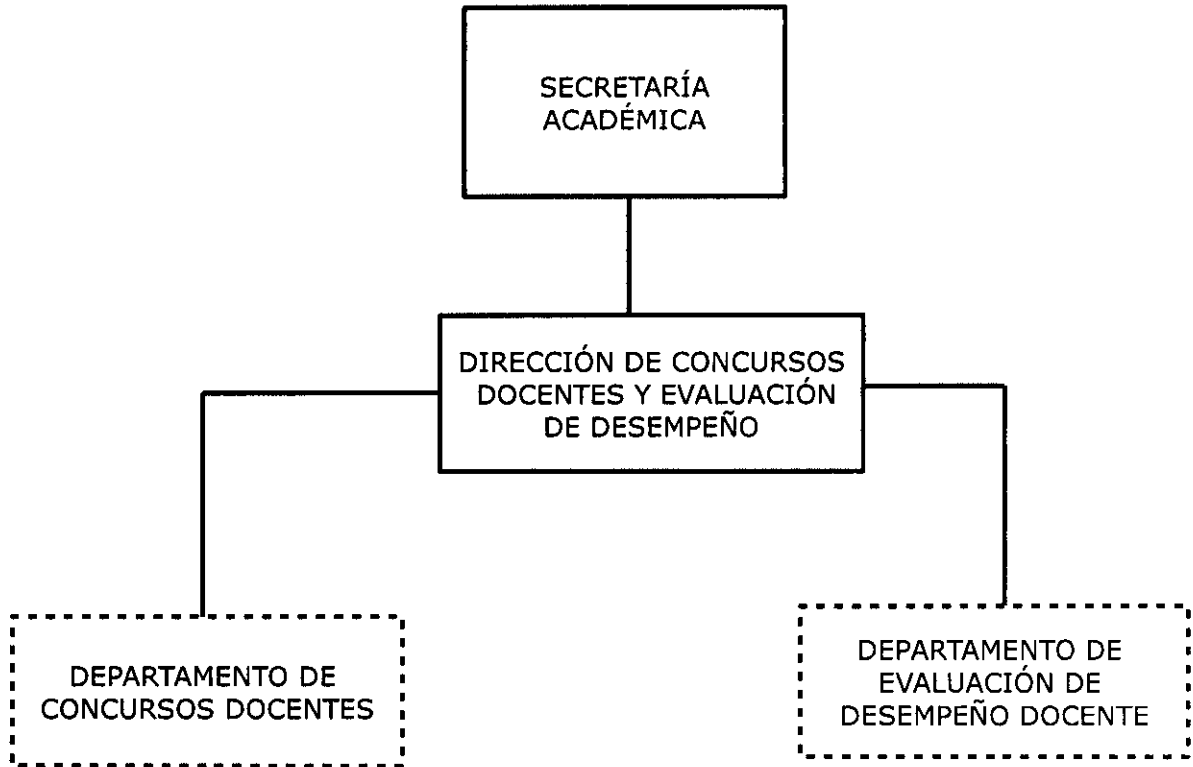 SECRETARÍA
ACADÉMICA
DIRECCIÓN DE CONCURSOS
DOCENTES Y EVALUACIÓN
DE DESEMPEÑO
DEPARTAMENTO DE
CONCURSOS DOCENTES
DEPARTAMENTO DE
EVALUACIÓN DE
DESEMPEÑO DOCENTE